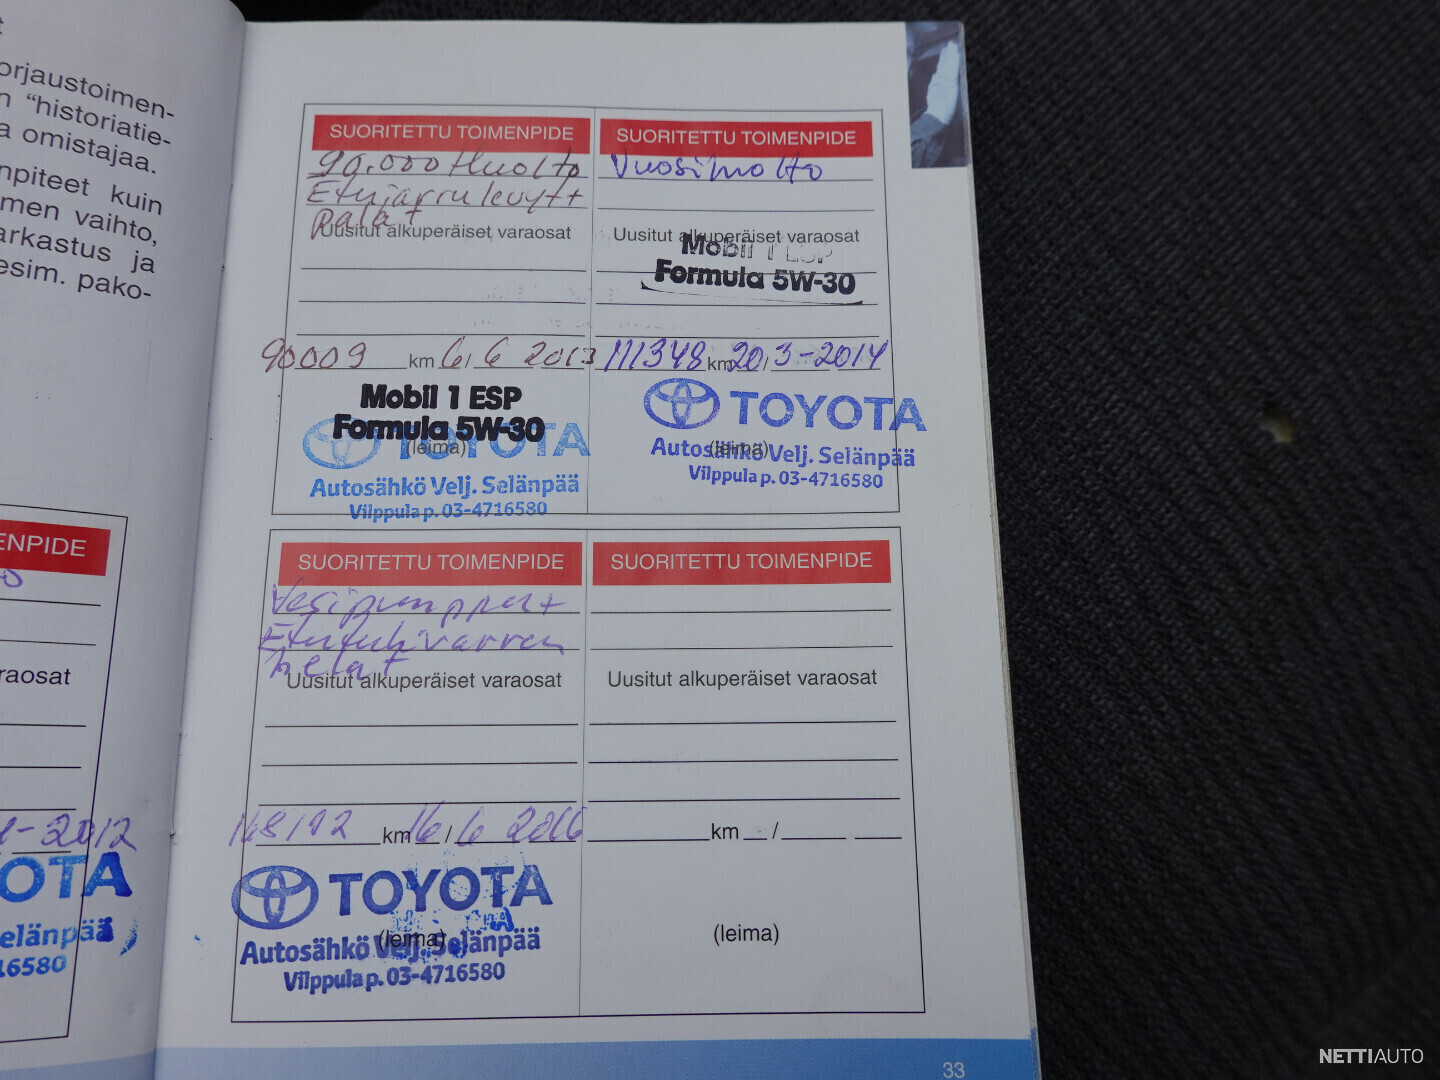 t
orjaustoimen-
n “historiatie-
a omistajaa.
npiteet kuin
men vaihto,
arkastus ja
esim. pako-
ENPIDE
araosat
-2012
OYOTA
elänpää
16580
SUORITETTU TOIMENPIDE
90.000 Huolto
Etujarrulevyt+
palat
Uusitut alkuperäiset varaosat
90009 km 6/6 2013
Mobil 1 ESP
Formula 5W-30
TOYOTA
(leima)
Autosähkö Velj. Selänpää
Vilppula p. 03-4716580
SUORITETTU TOIMENPIDE
Vuosihuolto
Uusitut alkuperäiset varaosat
Mobil 1 ESP
Formula 5W-30
111348 km 20/3-2014
TOYOTA
(leima)
Autosähkö Velj. Selänpää
Vilppula p. 03-4716580
SUORITETTU TOIMENPIDE
Vesipumppu+
Etutukivarren
helat
Uusitut alkuperäiset varaosat
168192 km 16/6 2016
TOYOTA
(leima)
Autosähkö Velj. Selänpää
Vilppula p. 03-4716580
SUORITETTU TOIMENPIDE
Uusitut alkuperäiset varaosat
km /
(leima)
33
NETTIAUTO